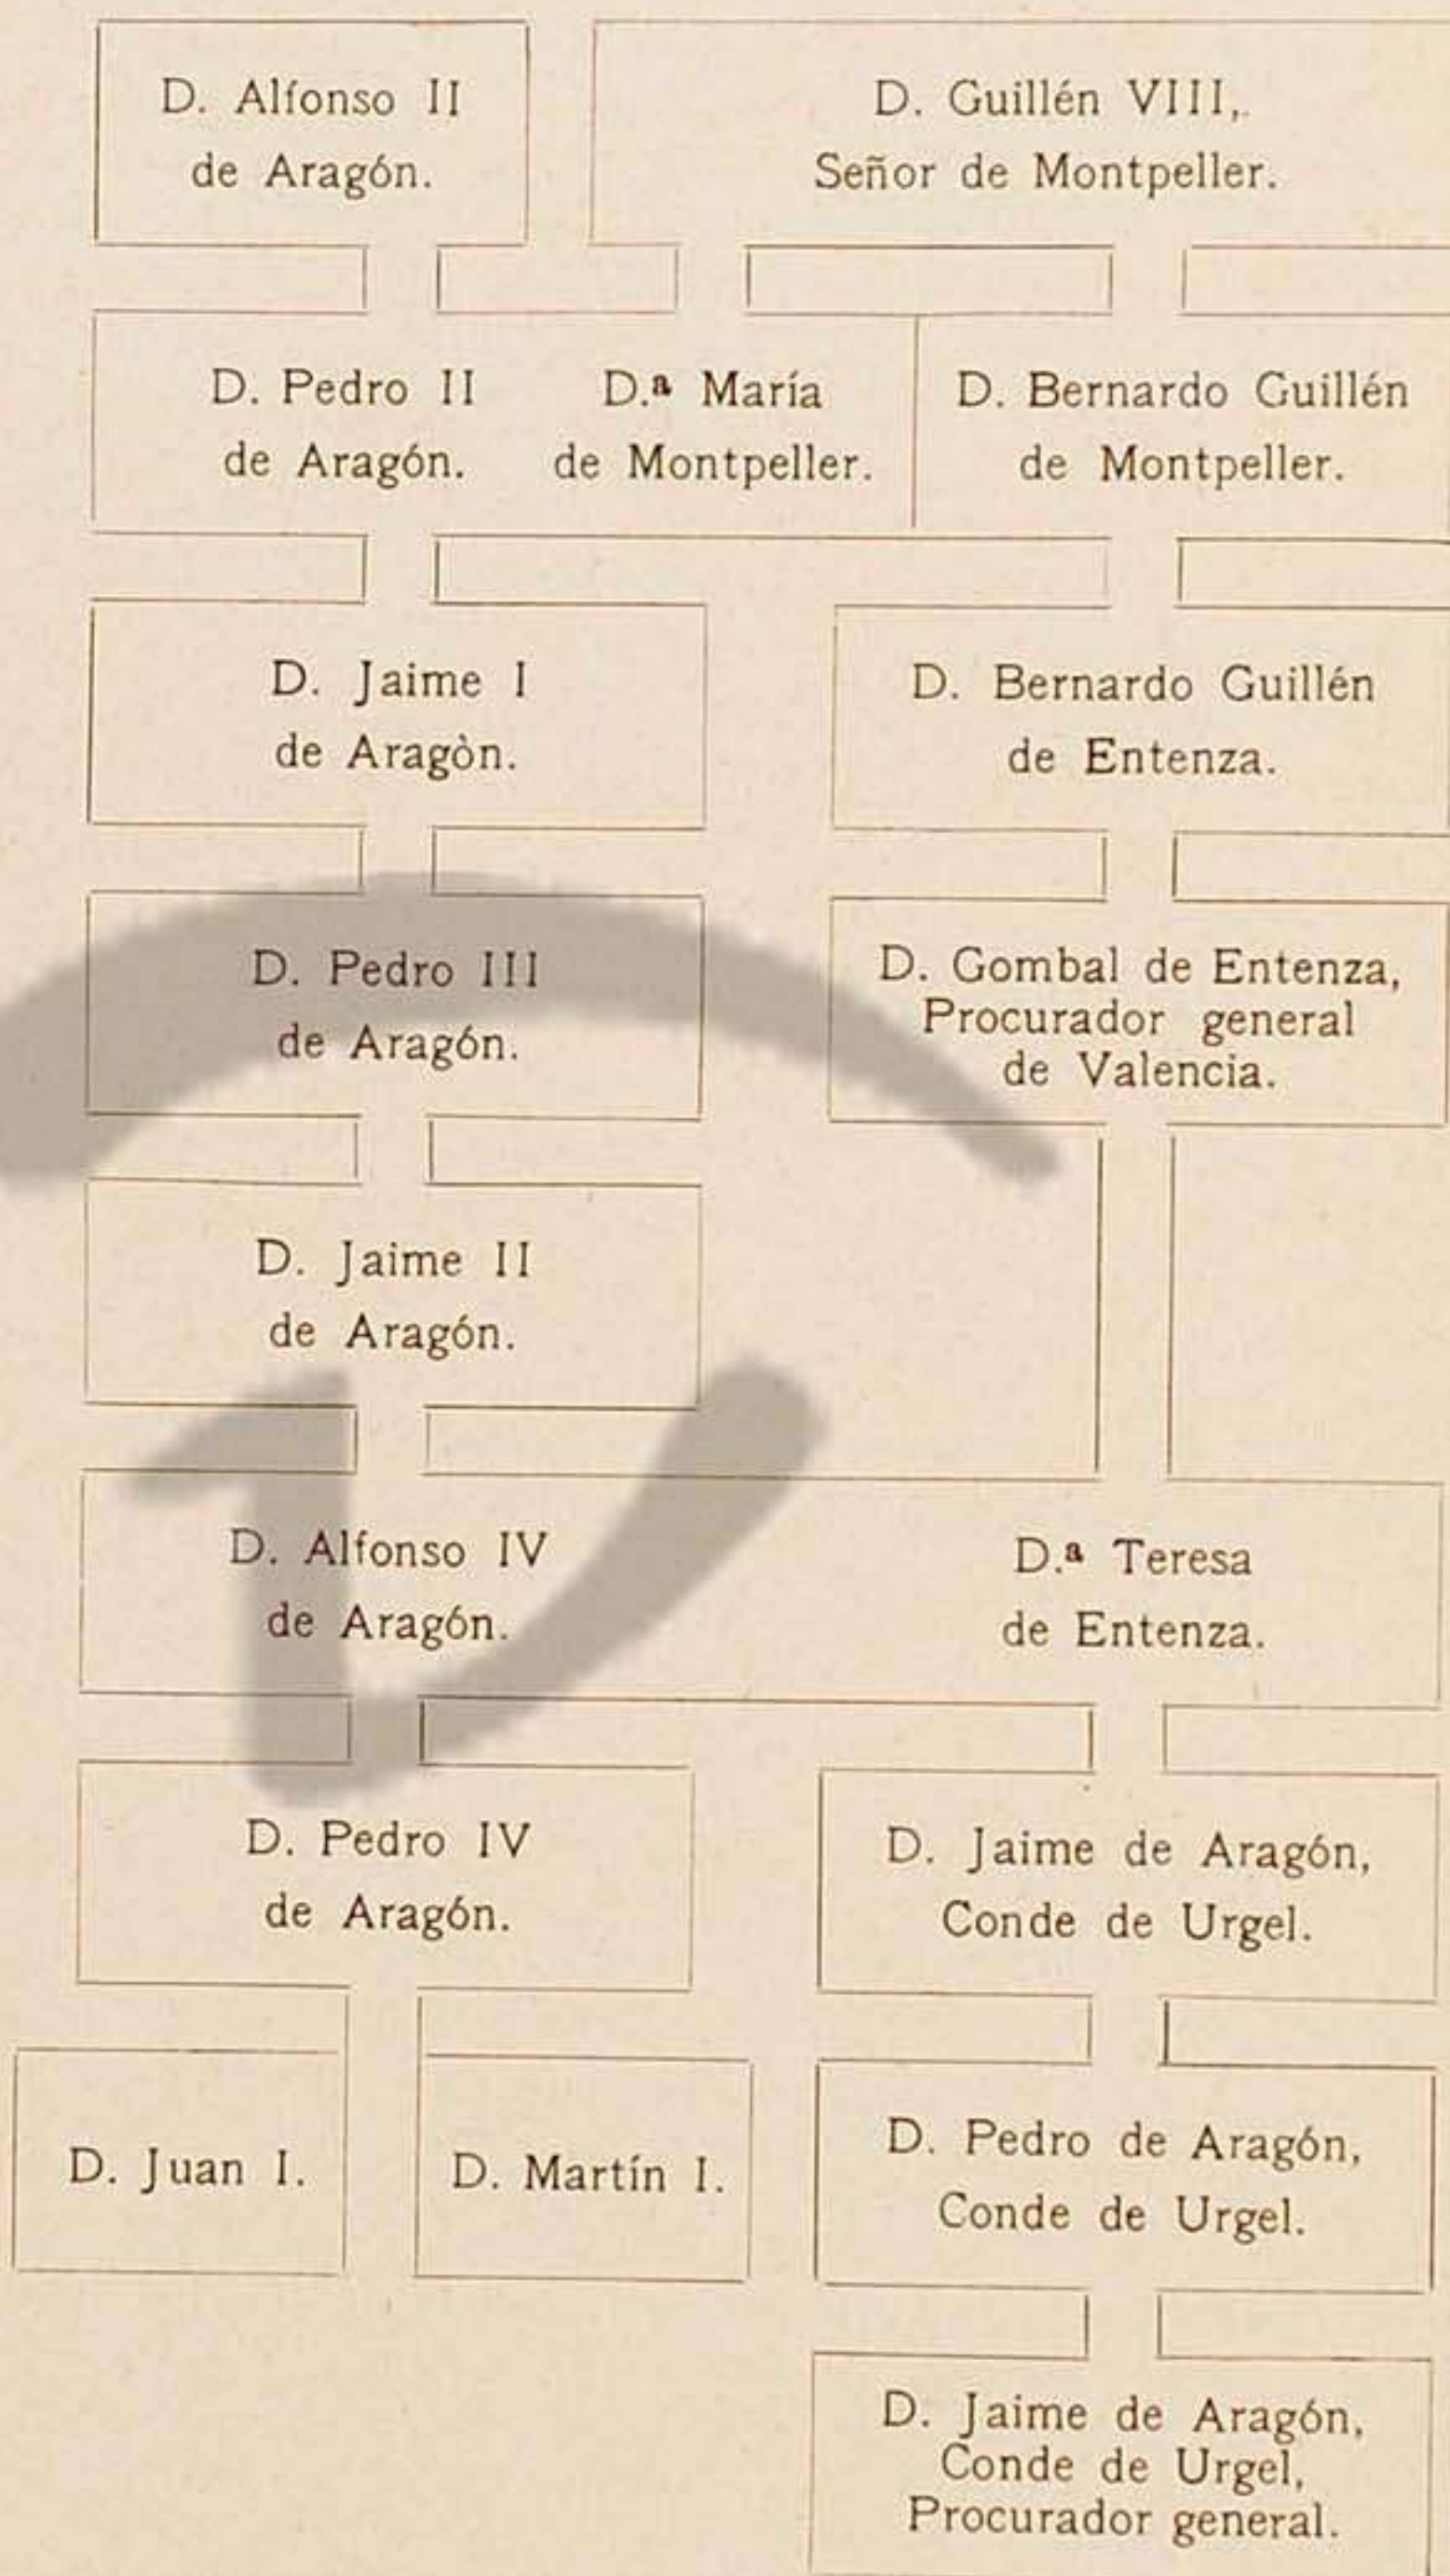 D. Alfonso II
de Aragón.
D. Guillén VIII,
Señor de Montpeller.
D. Pedro II
de Aragón.
D.ª María
de Montpeller.
D. Bernardo Guillén
de Montpeller.
D. Jaime I
de Aragòn.
D. Bernardo Guillén
de Entenza.
D. Pedro III
de Aragón.
D. Gombal de Entenza,
Procurador general
de Valencia.
D. Jaime II
de Aragón.
D. Alfonso IV
de Aragón.
D.ª Teresa
de Entenza.
D. Pedro IV
de Aragón.
D. Jaime de Aragón,
Conde de Urgel.
D. Juan I.
D. Martín I.
D. Pedro de Aragón,
Conde de Urgel.
D. Jaime de Aragón,
Conde de Urgel,
Procurador general.